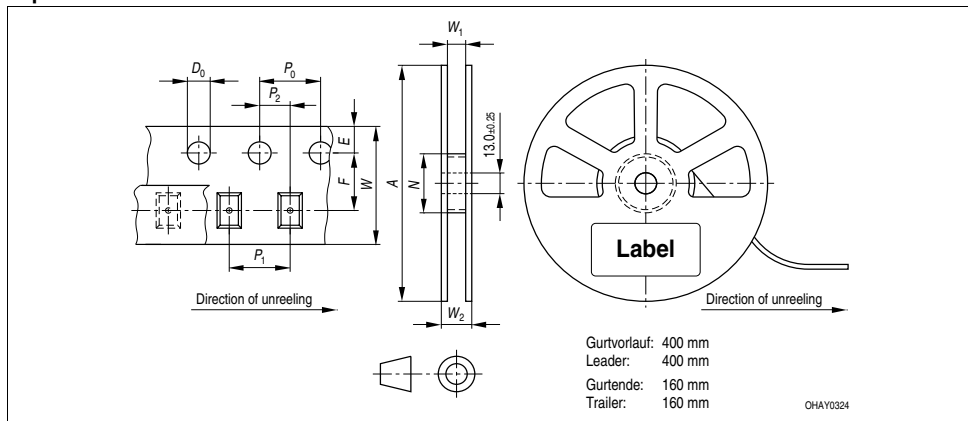 W1
D0
P0
P2
E
F
W
A
N
13.0±0.25
P1
W2
Label
Direction of unreeling
Direction of unreeling
Gurtvorlauf: 400 mm
Leader: 400 mm
Gurtende: 160 mm
Trailer: 160 mm
OHAY0324